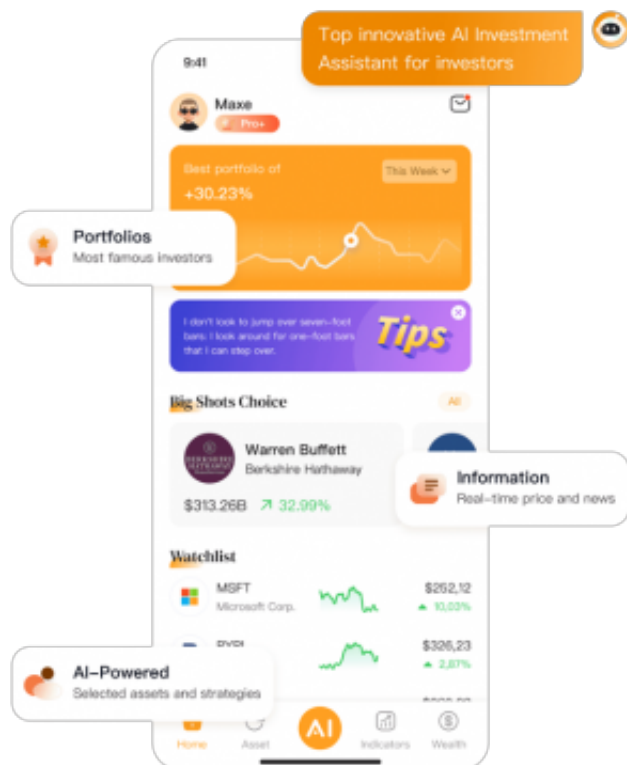 Top innovative AI Investment
Assistant for investors
9:41
Maxe
Pro+
Best portfolio of
This Week
+30.23%
Portfolios
Most famous investors
I don't look to jump over seven-foot
bars: I look around for one-foot bars
that I can step over.
Tips
Big Shots Choice
All
BERKSHIRE
HATHAWAY
Warren Buffett
Berkshire Hathaway
$313.26B
32.99%
Information
Real-time price and news
Watchlist
MSFT
$252,12
Microsoft Corp.
10,03%
$326,23
2,87%
AI-Powered
Selected assets and strategies
Home
Asset
AI
Indicators
Wealth